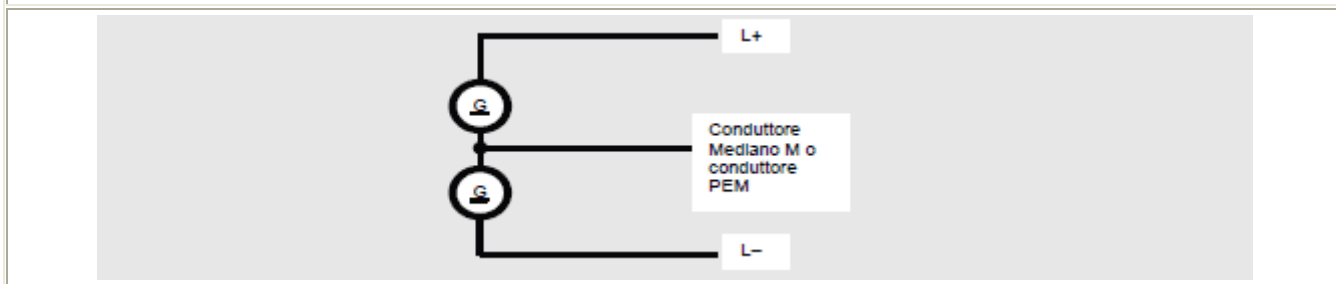 L+
G
Conduttore
Mediano M o
conduttore
PEM
G
L–